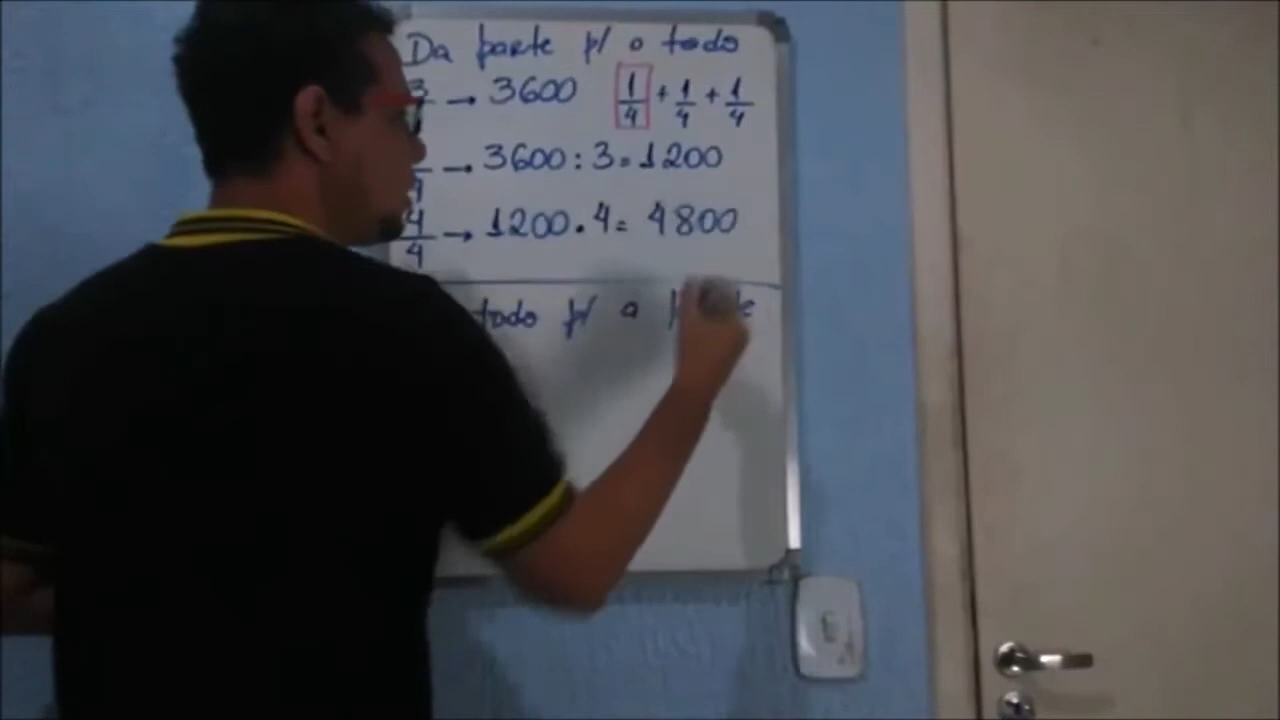 Da parte p/ o todo
3/4 → 3600 1/4 + 1/4 + 1/4
→ 3600 : 3 = 1200
4/4 → 1200 . 4 = 4800
todo p/ a